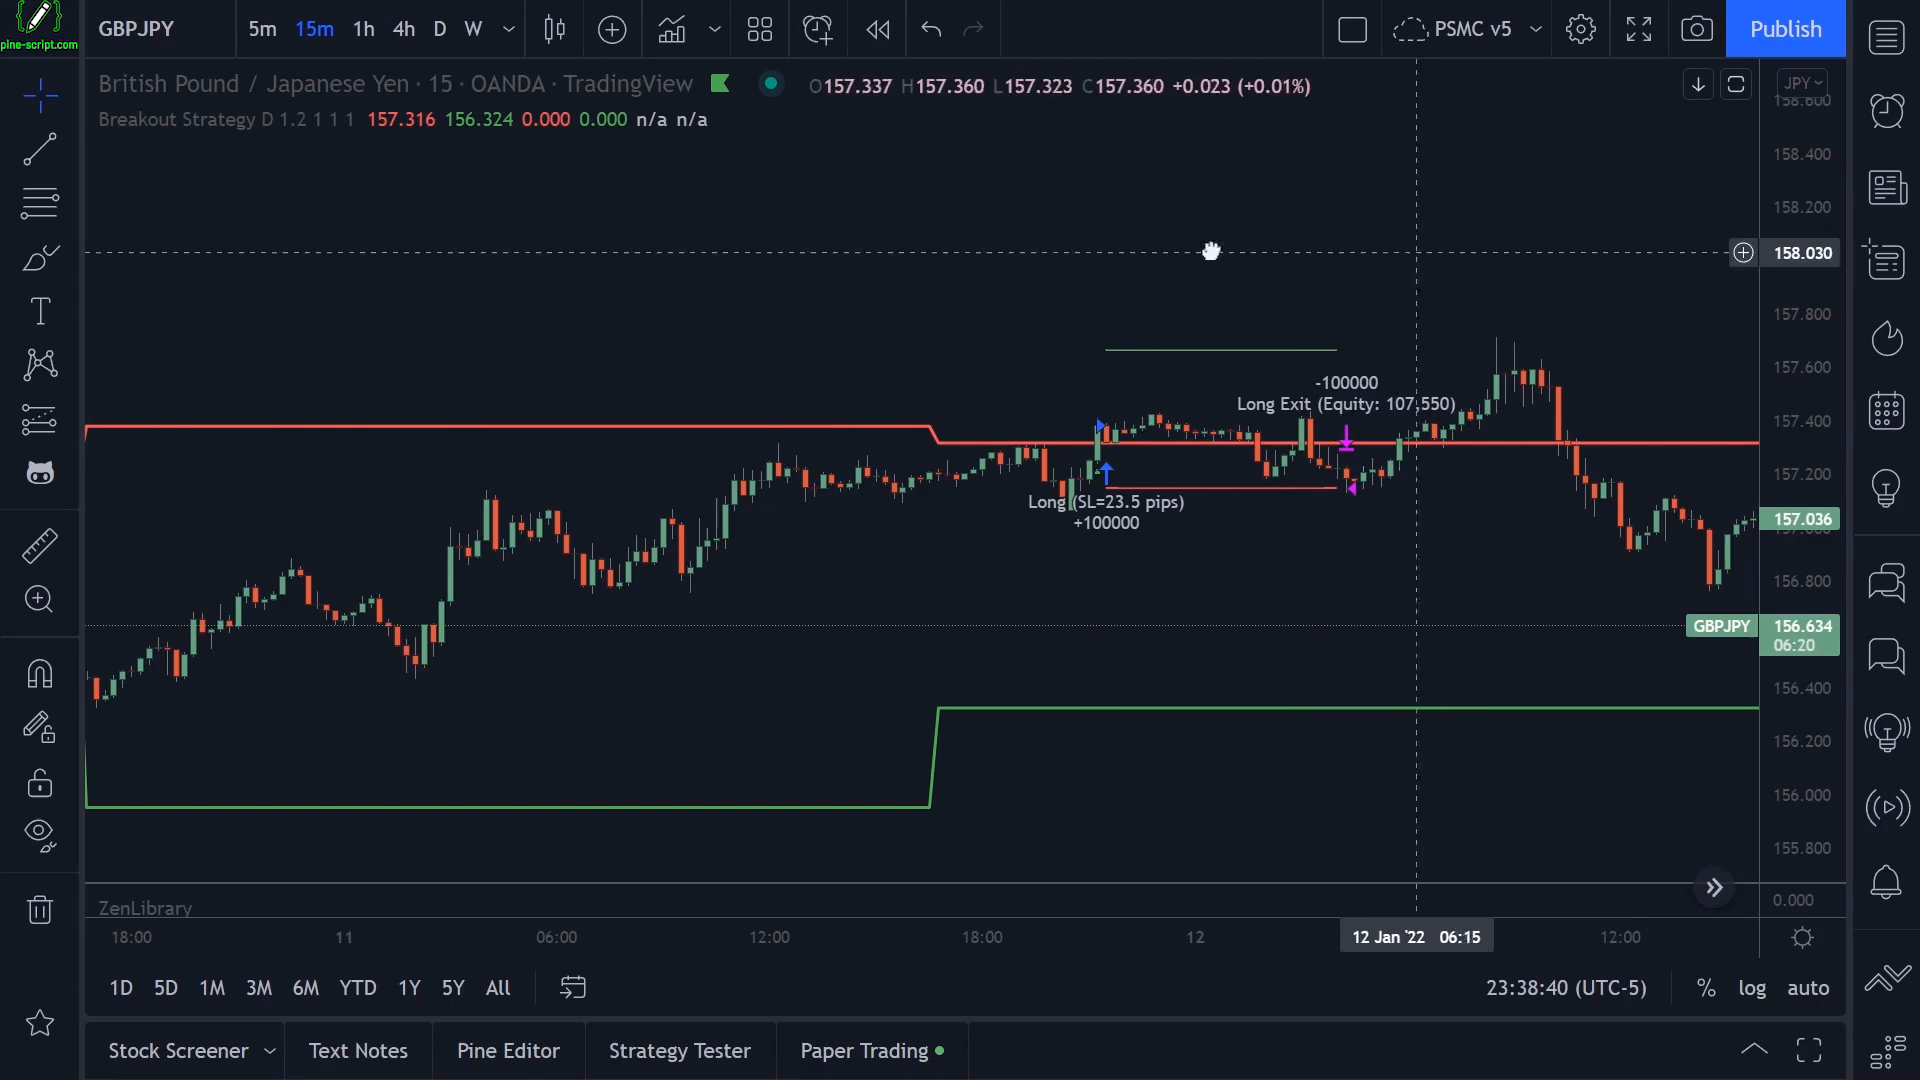 pine-script.com
GBPJPY
5m 15m 1h 4h D W
PSMC v5
Publish
British Pound / Japanese Yen · 15 · OANDA · TradingView
O157.337 H157.360 L157.323 C157.360 +0.023 (+0.01%)
JPY
Breakout Strategy D 1.2 1 1 1 157.316 156.324 0.000 0.000 n/a n/a
158.600
158.400
158.200
158.030
157.800
157.600
157.400
157.200
157.036
157.000
156.800
GBPJPY 156.634
06:20
156.400
156.200
156.000
155.800
0.000
-100000
Long Exit (Equity: 107,550)
Long (SL=23.5 pips)
+100000
ZenLibrary
18:00 11 06:00 12:00 18:00 12 12 Jan '22 06:15 12:00
1D 5D 1M 3M 6M YTD 1Y 5Y All
23:38:40 (UTC-5) % log auto
Stock Screener Text Notes Pine Editor Strategy Tester Paper Trading